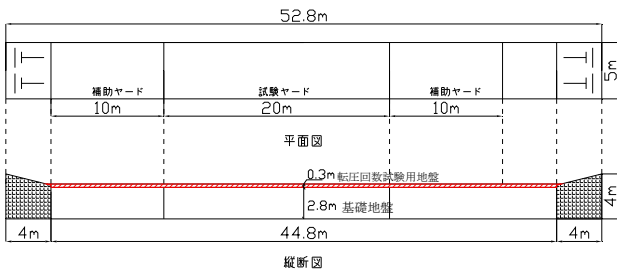 52.8m
補助ヤード
試験ヤード
補助ヤード
5m
10m
20m
10m
平面図
0.3m 転圧回数試験用地盤
2.8m 基礎地盤
4m
4m
44.8m
4m
縦断図